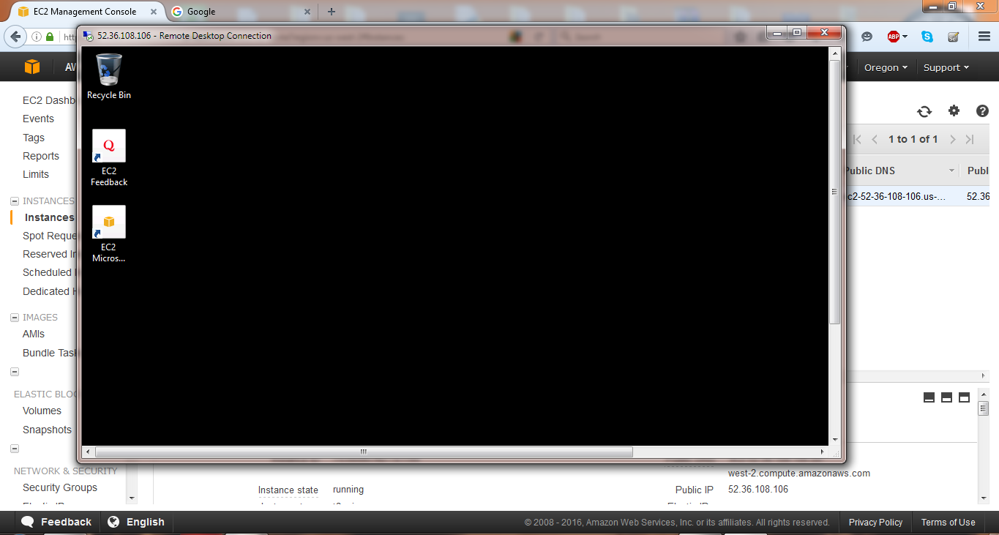 EC2 Management Console
Google
52.36.108.106 - Remote Desktop Connection
ABP
Oregon
Support
Recycle Bin
Q
EC2
Feedback
EC2
Micros...
EC2 Dashb
Events
Tags
Reports
Limits
INSTANCES
Instances
Spot Reque
Reserved In
Scheduled
Dedicated H
IMAGES
AMIs
Bundle Task
ELASTIC BLOC
Volumes
Snapshots
NETWORK & SECURITY
Security Groups
1 to 1 of 1
Public DNS
Publ
c2-52-36-108-106.us-...
52.36
west-2.compute.amazonaws.com
Instance state
running
Public IP
52.36.108.106
Feedback
English
© 2008 - 2016, Amazon Web Services, Inc. or its affiliates. All rights reserved.
Privacy Policy
Terms of Use